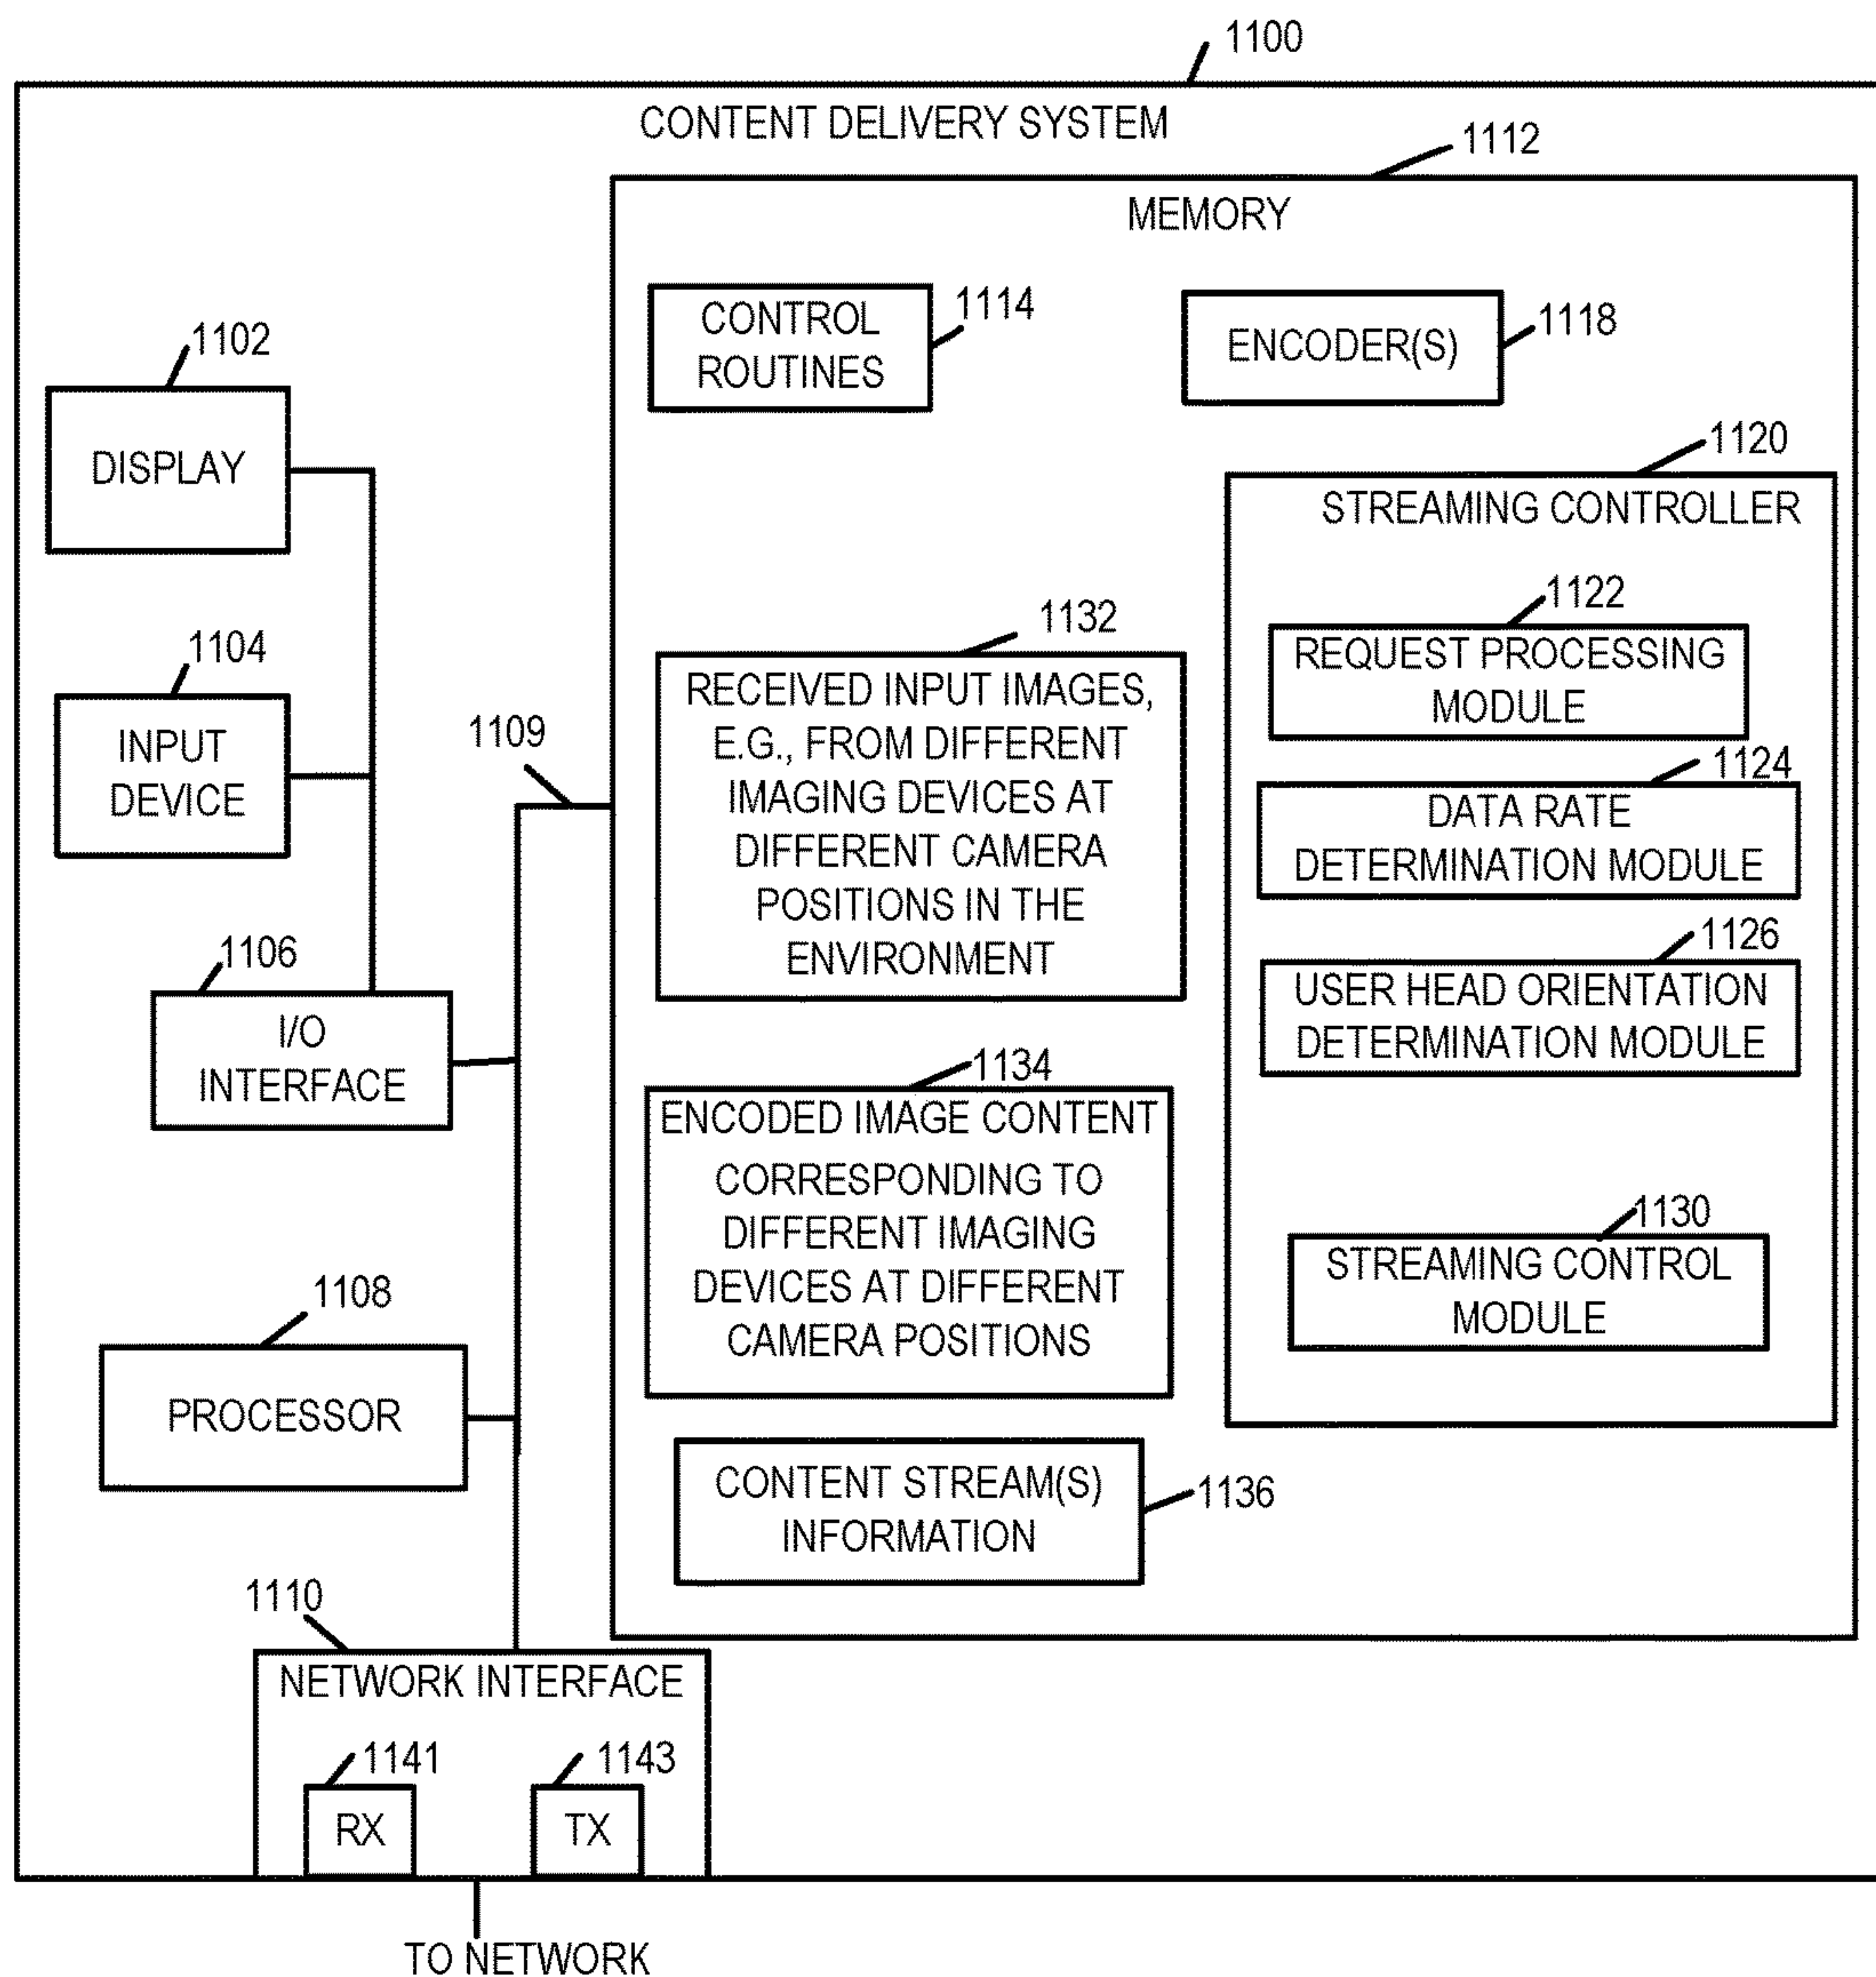 1100
CONTENT DELIVERY SYSTEM
1112
MEMORY
CONTROL
ROUTINES
1114
ENCODER(S)
1118
1102
DISPLAY
1104
INPUT
DEVICE
1106
I/O
INTERFACE
1109
1108
PROCESSOR
1132
RECEIVED INPUT IMAGES,
E.G., FROM DIFFERENT
IMAGING DEVICES AT
DIFFERENT CAMERA
POSITIONS IN THE
ENVIRONMENT
1134
ENCODED IMAGE CONTENT
CORRESPONDING TO
DIFFERENT IMAGING
DEVICES AT DIFFERENT
CAMERA POSITIONS
CONTENT STREAM(S)
INFORMATION
1136
1120
STREAMING CONTROLLER
1122
REQUEST PROCESSING
MODULE
1124
DATA RATE
DETERMINATION MODULE
1126
USER HEAD ORIENTATION
DETERMINATION MODULE
1130
STREAMING CONTROL
MODULE
1110
NETWORK INTERFACE
1141
RX
1143
TX
TO NETWORK